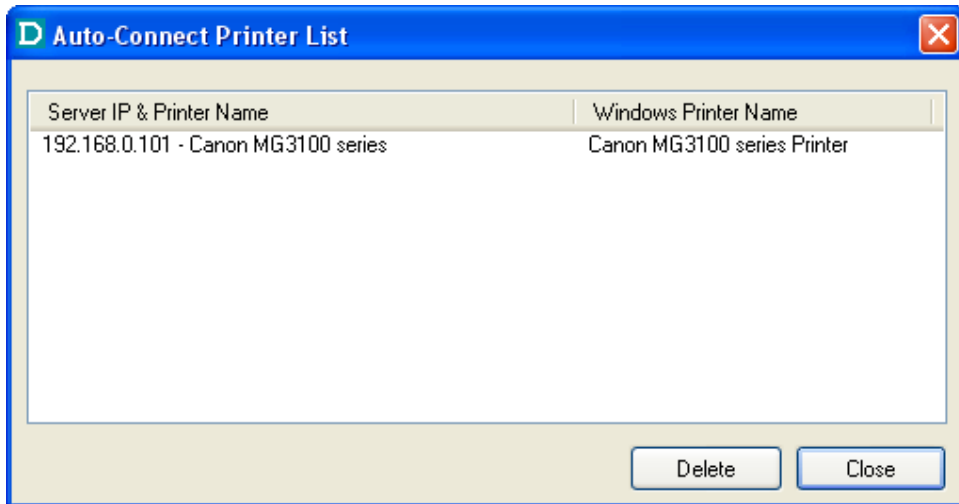 D Auto-Connect Printer List
Server IP & Printer Name Windows Printer Name
192.168.0.101 - Canon MG3100 series Canon MG3100 series Printer
Delete Close